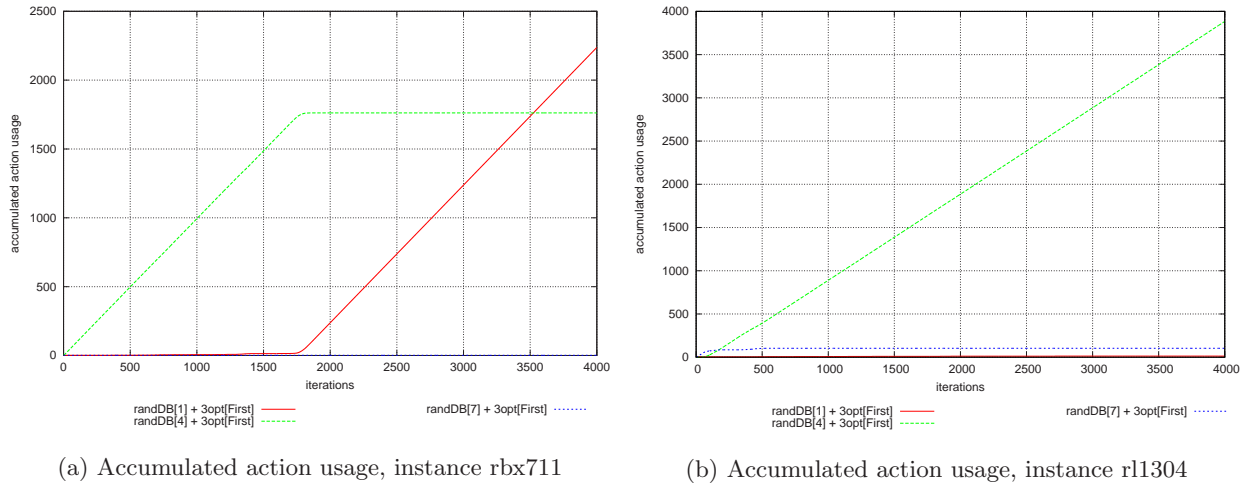 2500
2000
1500
1000
500
0
accumulated action usage
0 500 1000 1500 2000 2500 3000 3500 4000
iterations
randDB[1] + 3opt[First]
randDB[4] + 3opt[First]
randDB[7] + 3opt[First]
(a) Accumulated action usage, instance rbx711
4000
3500
3000
2500
2000
1500
1000
500
0
accumulated action usage
0 500 1000 1500 2000 2500 3000 3500 4000
iterations
randDB[1] + 3opt[First]
randDB[4] + 3opt[First]
randDB[7] + 3opt[First]
(b) Accumulated action usage, instance rl1304